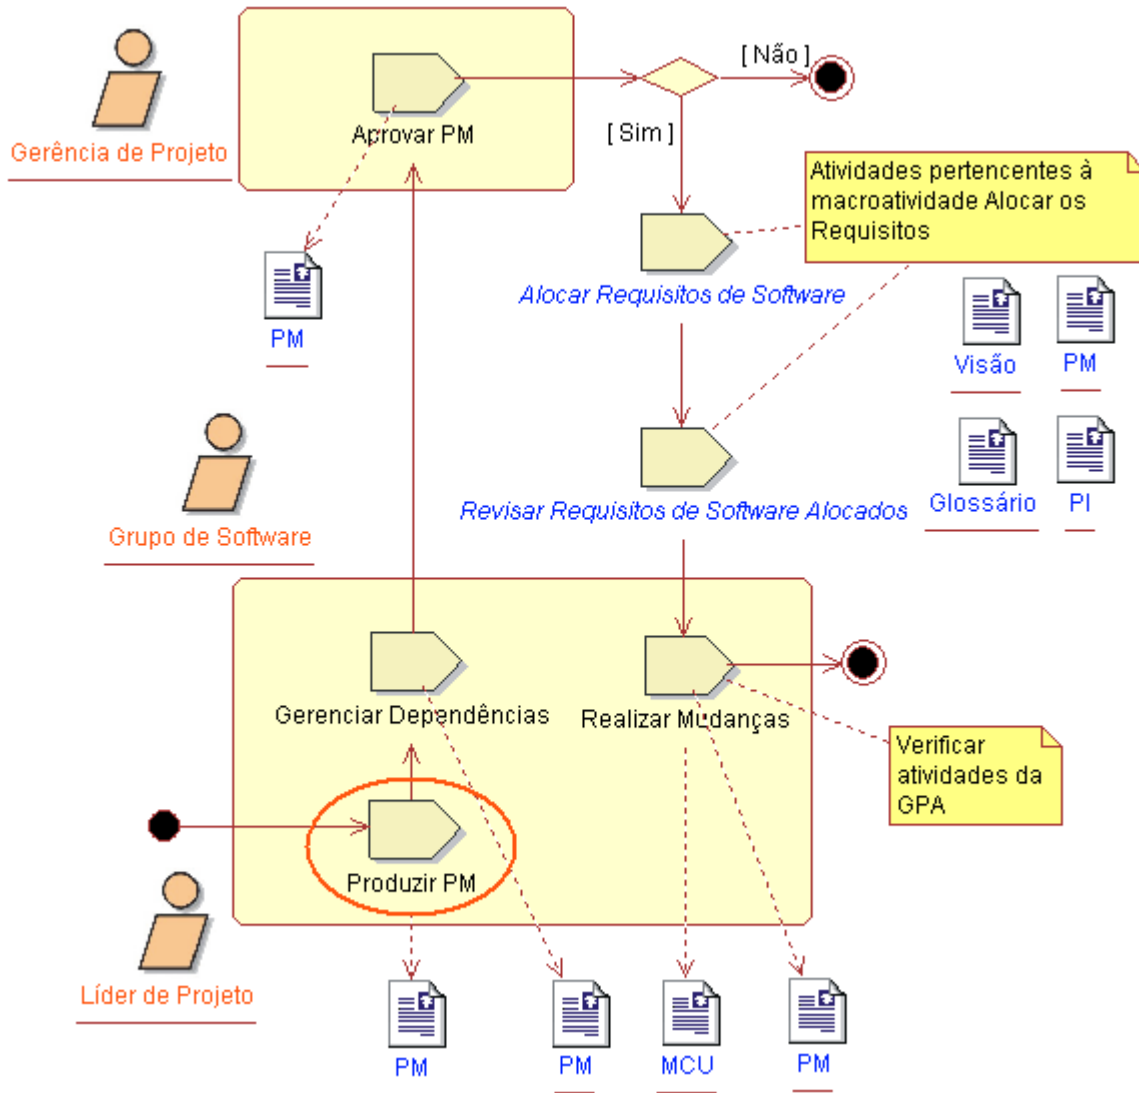 [ Não ]
Aprovar PM
[ Sim ]
Gerência de Projeto
Atividades pertencentes à
macroatividade Alocar os
Requisitos
Alocar Requisitos de Software
PM
Visão
PM
Revisar Requisitos de Software Alocados
Glossário
PI
Grupo de Software
Gerenciar Dependências
Realizar Mudanças
Verificar
atividades da
GPA
Produzir PM
Líder de Projeto
PM
PM
MCU
PM